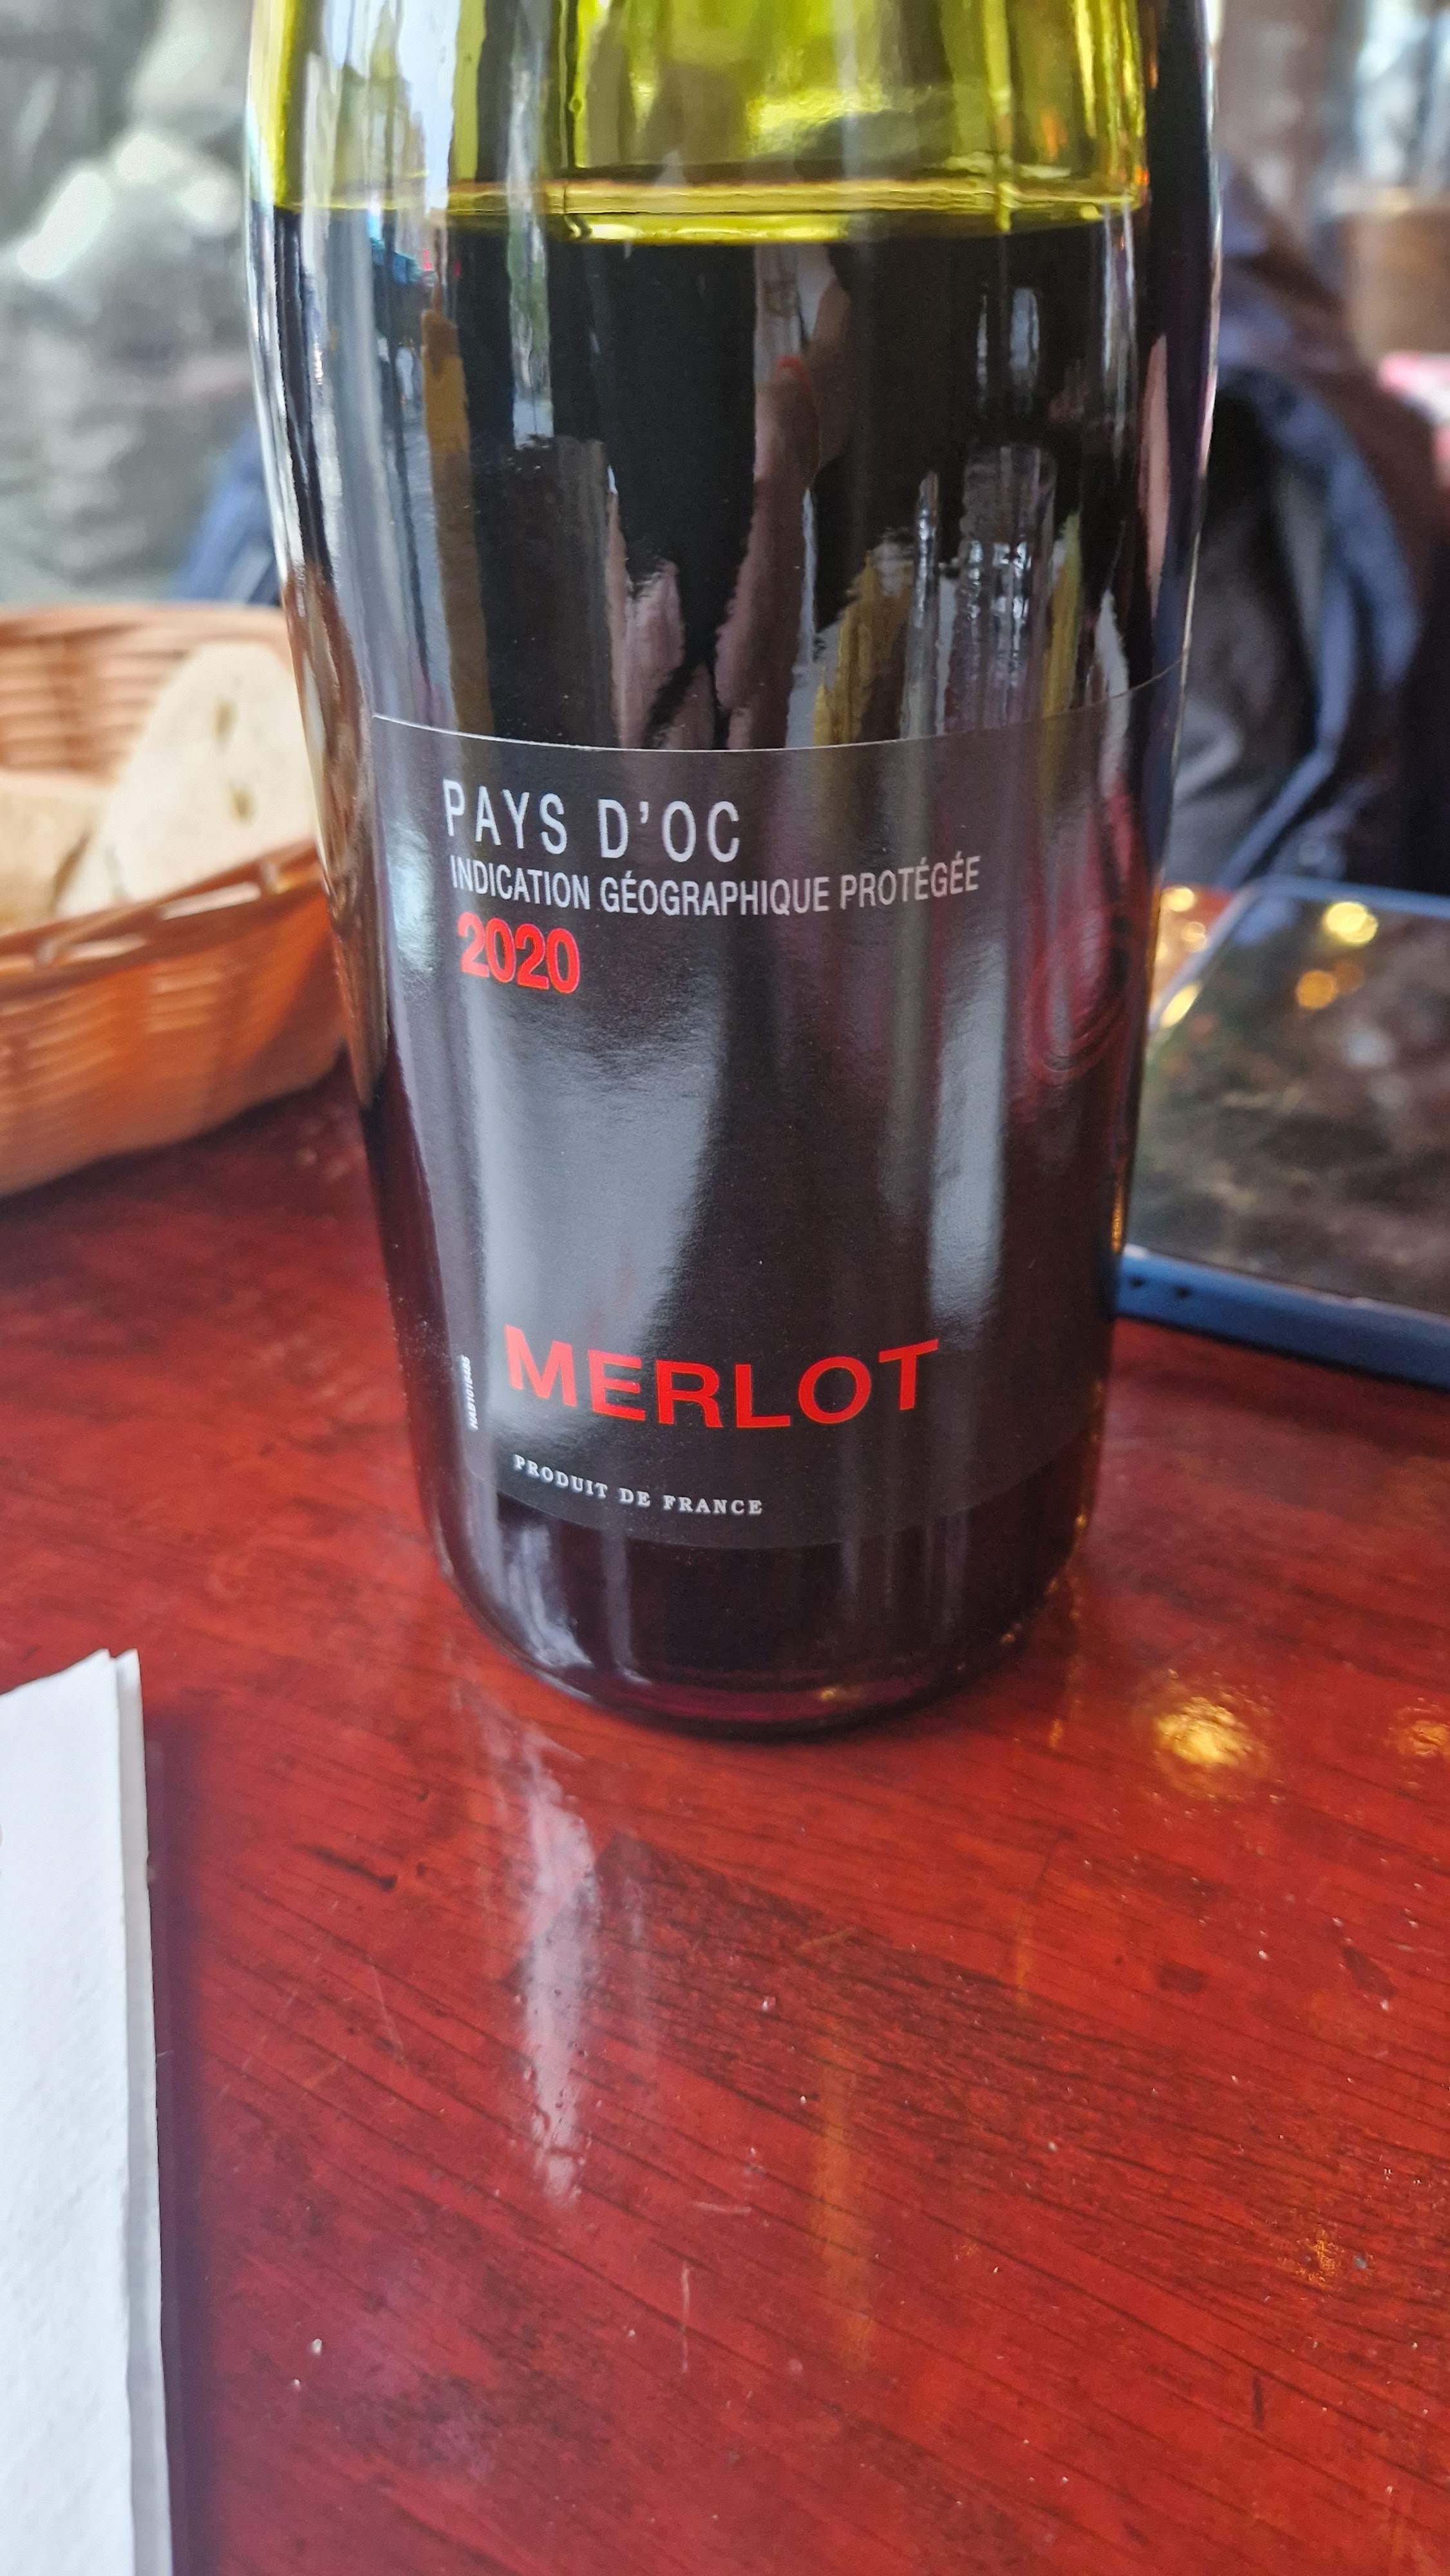 PAYS D'OC
INDICATION GÉOGRAPHIQUE PROTÉGÉE
2020
MERLOT
PRODUIT DE FRANCE